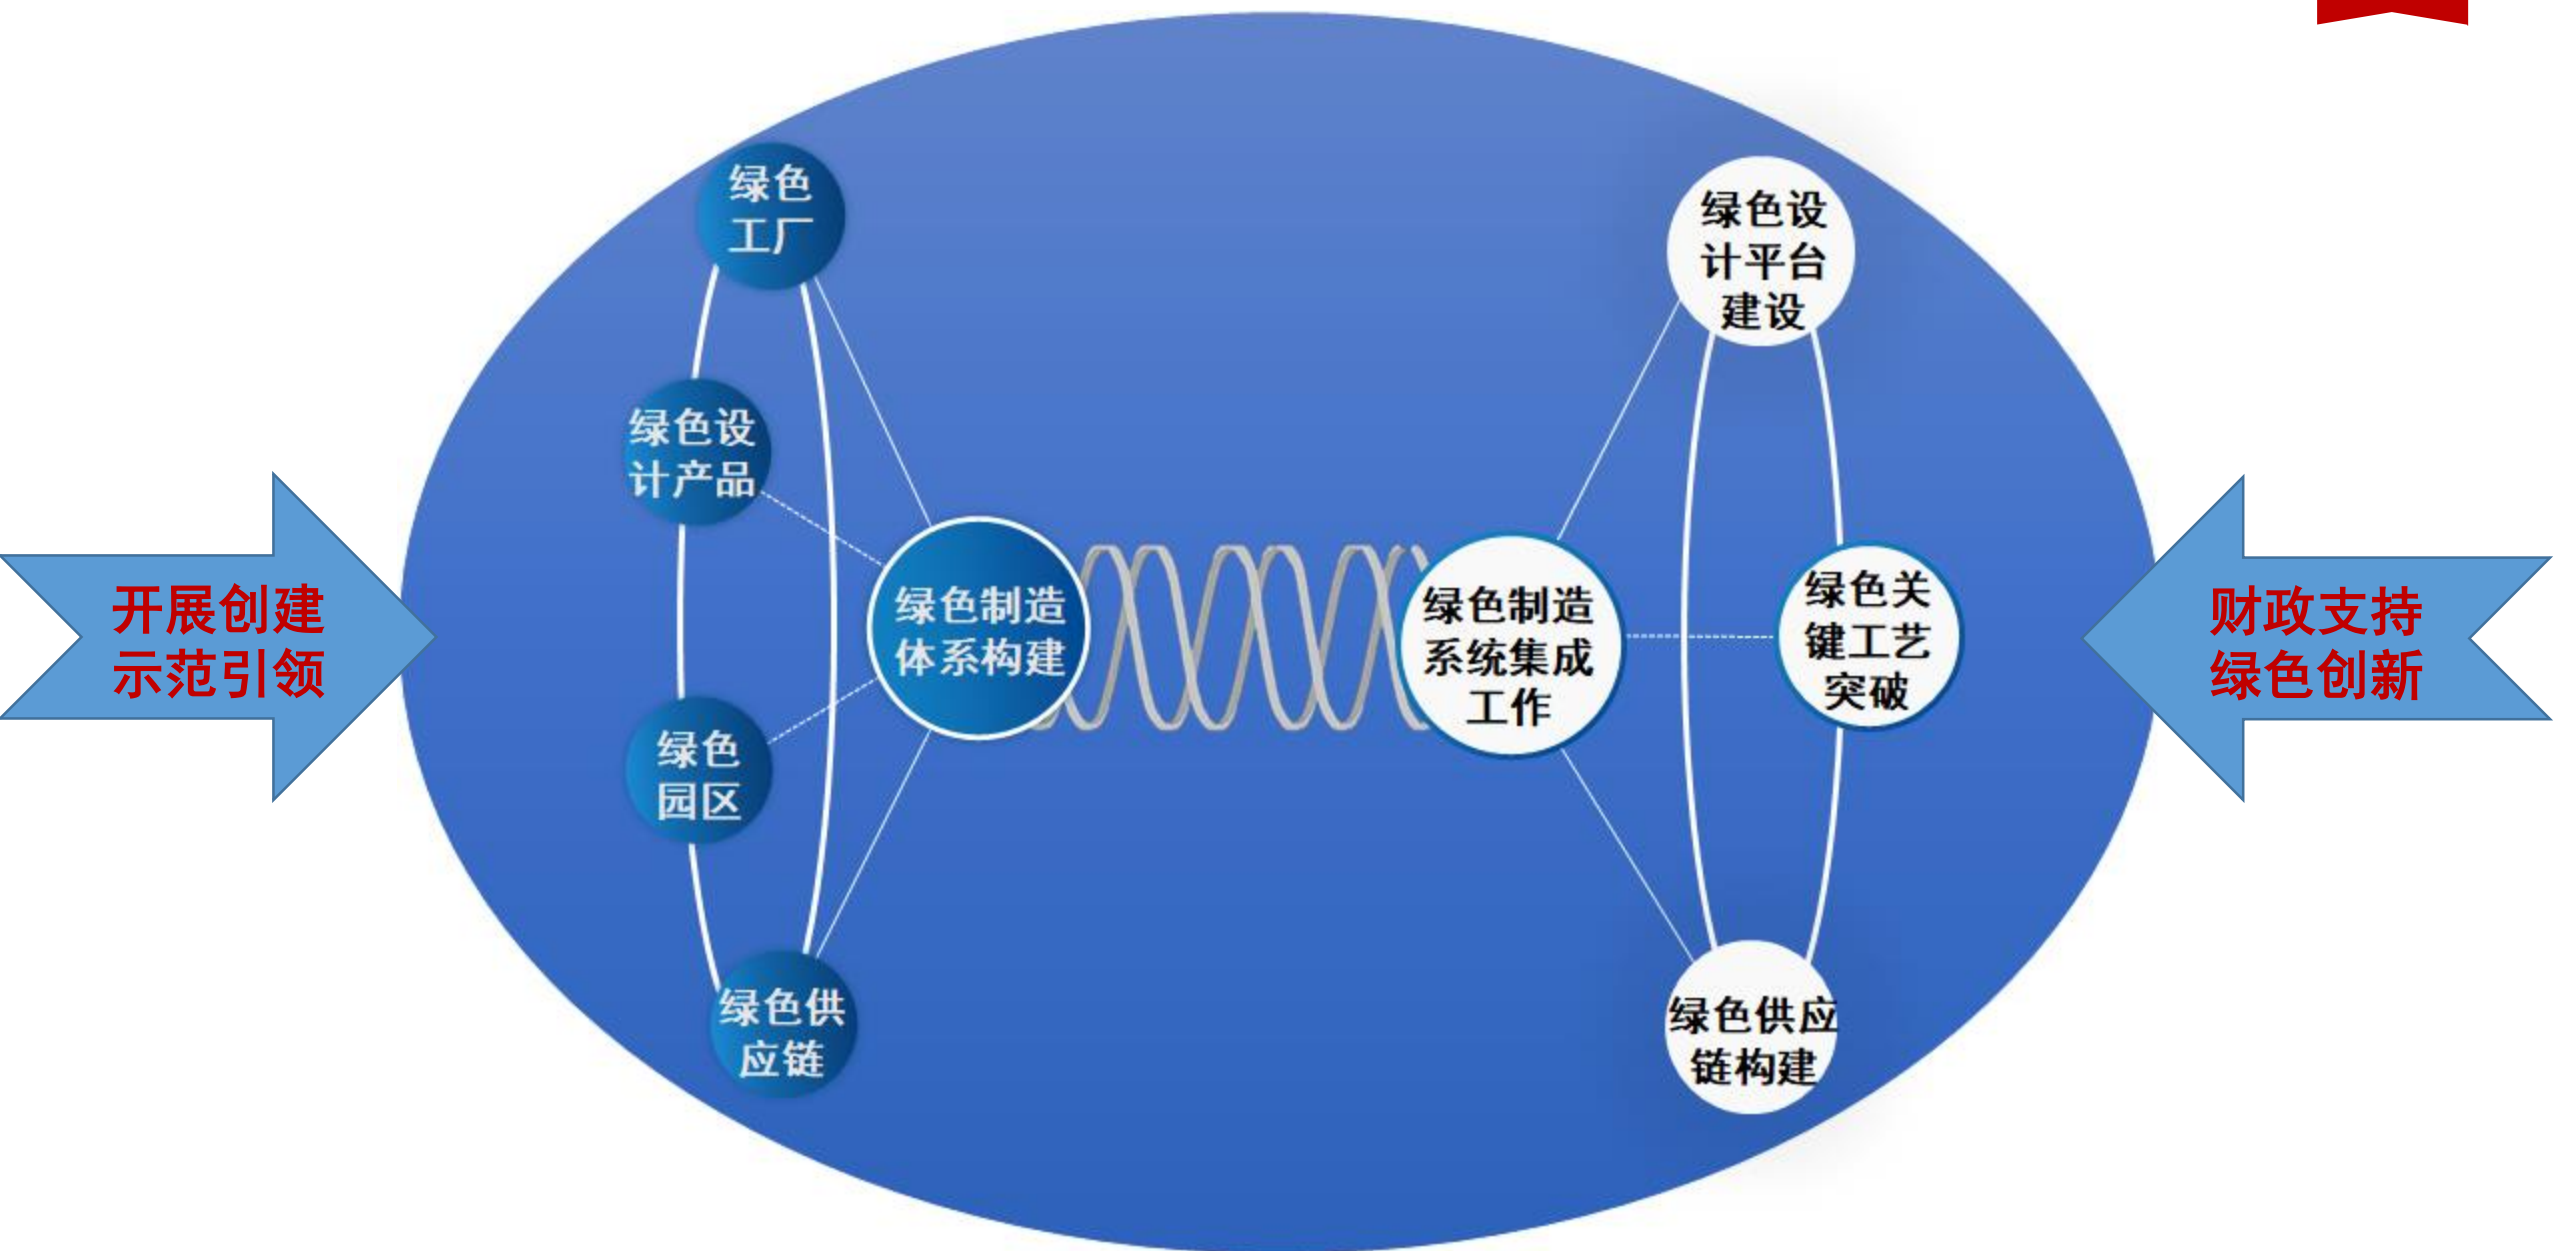 绿色
工厂
绿色设
计产品
绿色
园区
绿色供
应链
绿色制造
体系构建
绿色制造
系统集成
工作
绿色设
计平台
建设
绿色关
键工艺
突破
绿色供应
链构建
开展创建
示范引领
财政支持
绿色创新